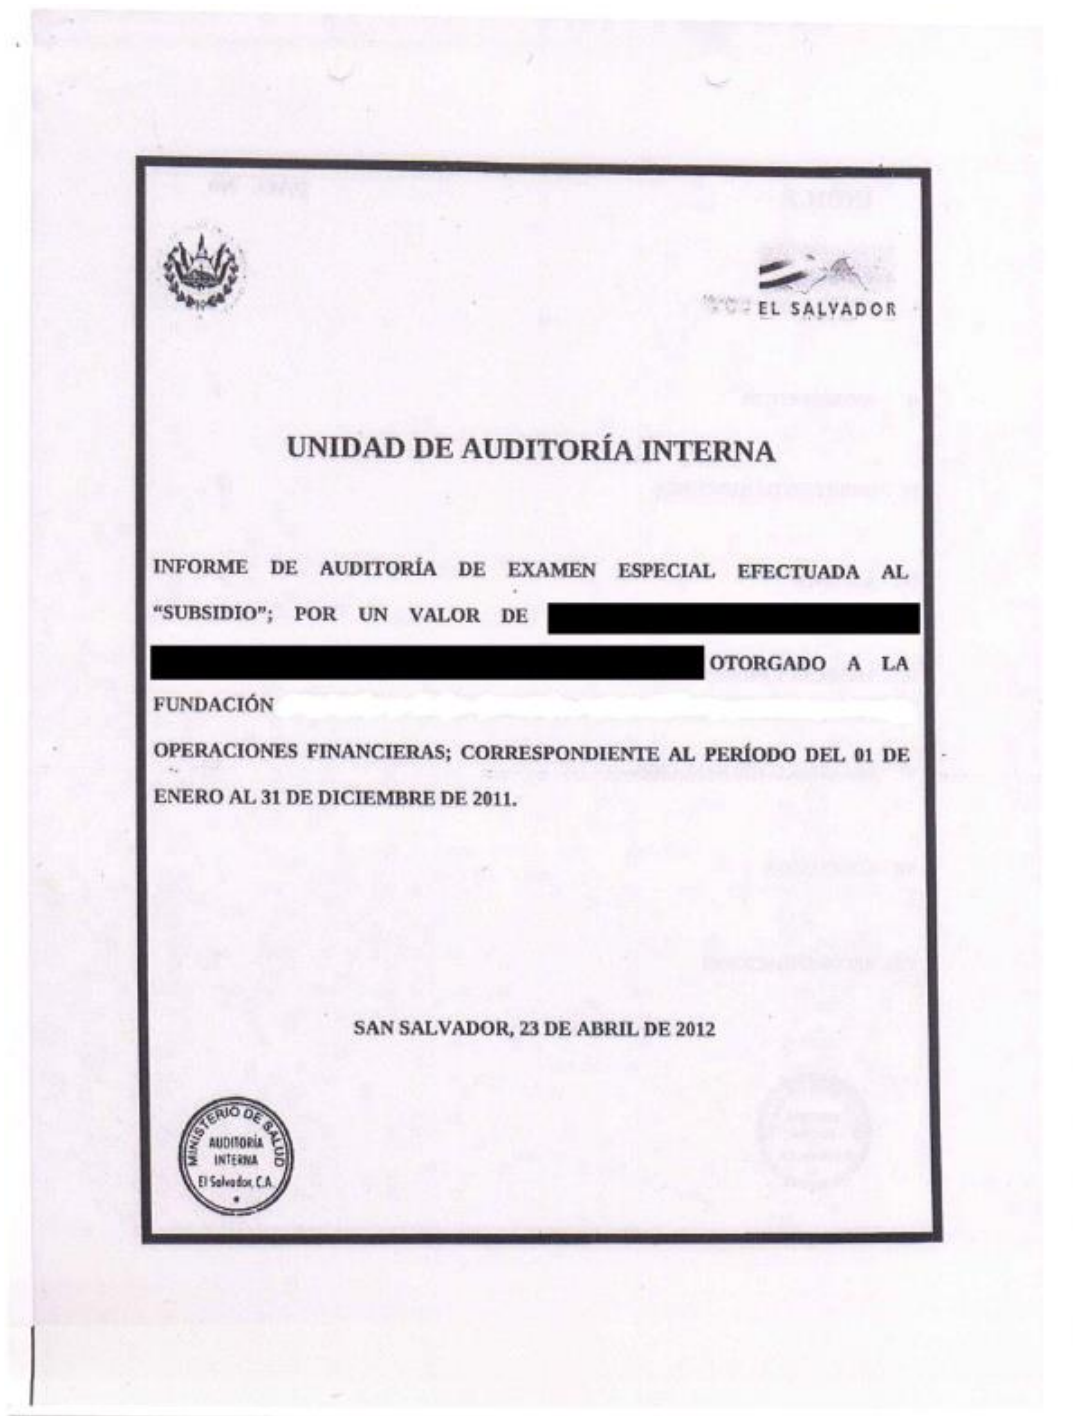 EL SALVADOR
UNIDAD DE AUDITORÍA INTERNA
INFORME DE AUDITORÍA DE EXAMEN ESPECIAL EFECTUADA AL
“SUBSIDIO”; POR UN VALOR DE
OTORGADO A LA
FUNDACIÓN
OPERACIONES FINANCIERAS; CORRESPONDIENTE AL PERÍODO DEL 01 DE
ENERO AL 31 DE DICIEMBRE DE 2011.
SAN SALVADOR, 23 DE ABRIL DE 2012
MINISTERIO DE SALUD
AUDITORÍA
INTERNA
El Salvador, C.A.